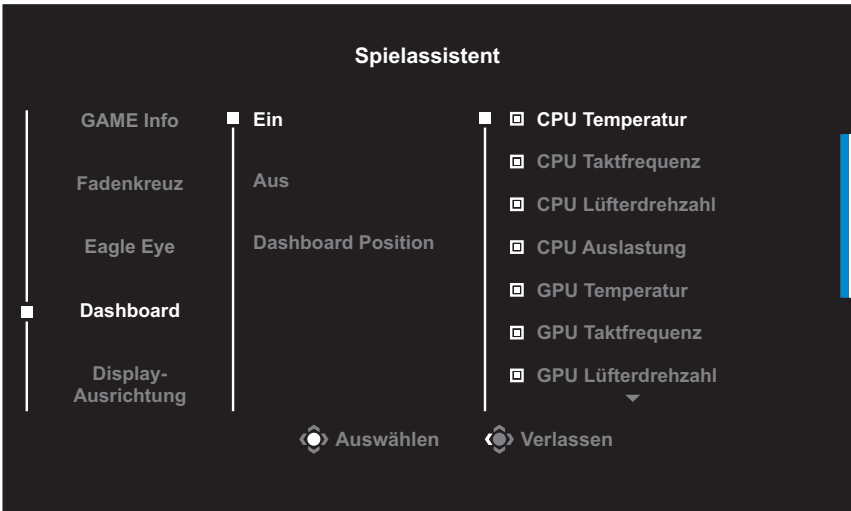 Spielassistent
GAME Info
Fadenkreuz
Eagle Eye
Dashboard
Display-
Ausrichtung
Ein
Aus
Dashboard Position
CPU Temperatur
CPU Taktfrequenz
CPU Lüfterdrehzahl
CPU Auslastung
GPU Temperatur
GPU Taktfrequenz
GPU Lüfterdrehzahl
Auswählen
Verlassen